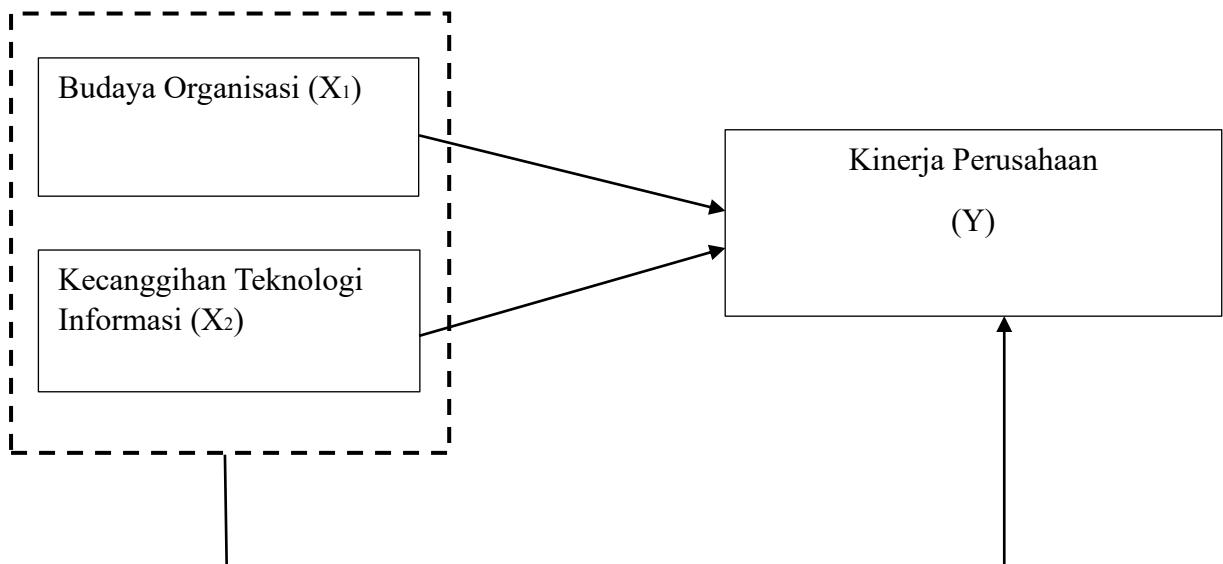 Budaya Organisasi (X₁)
Kecanggihan Teknologi
Informasi (X₂)
Kinerja Perusahaan
(Y)